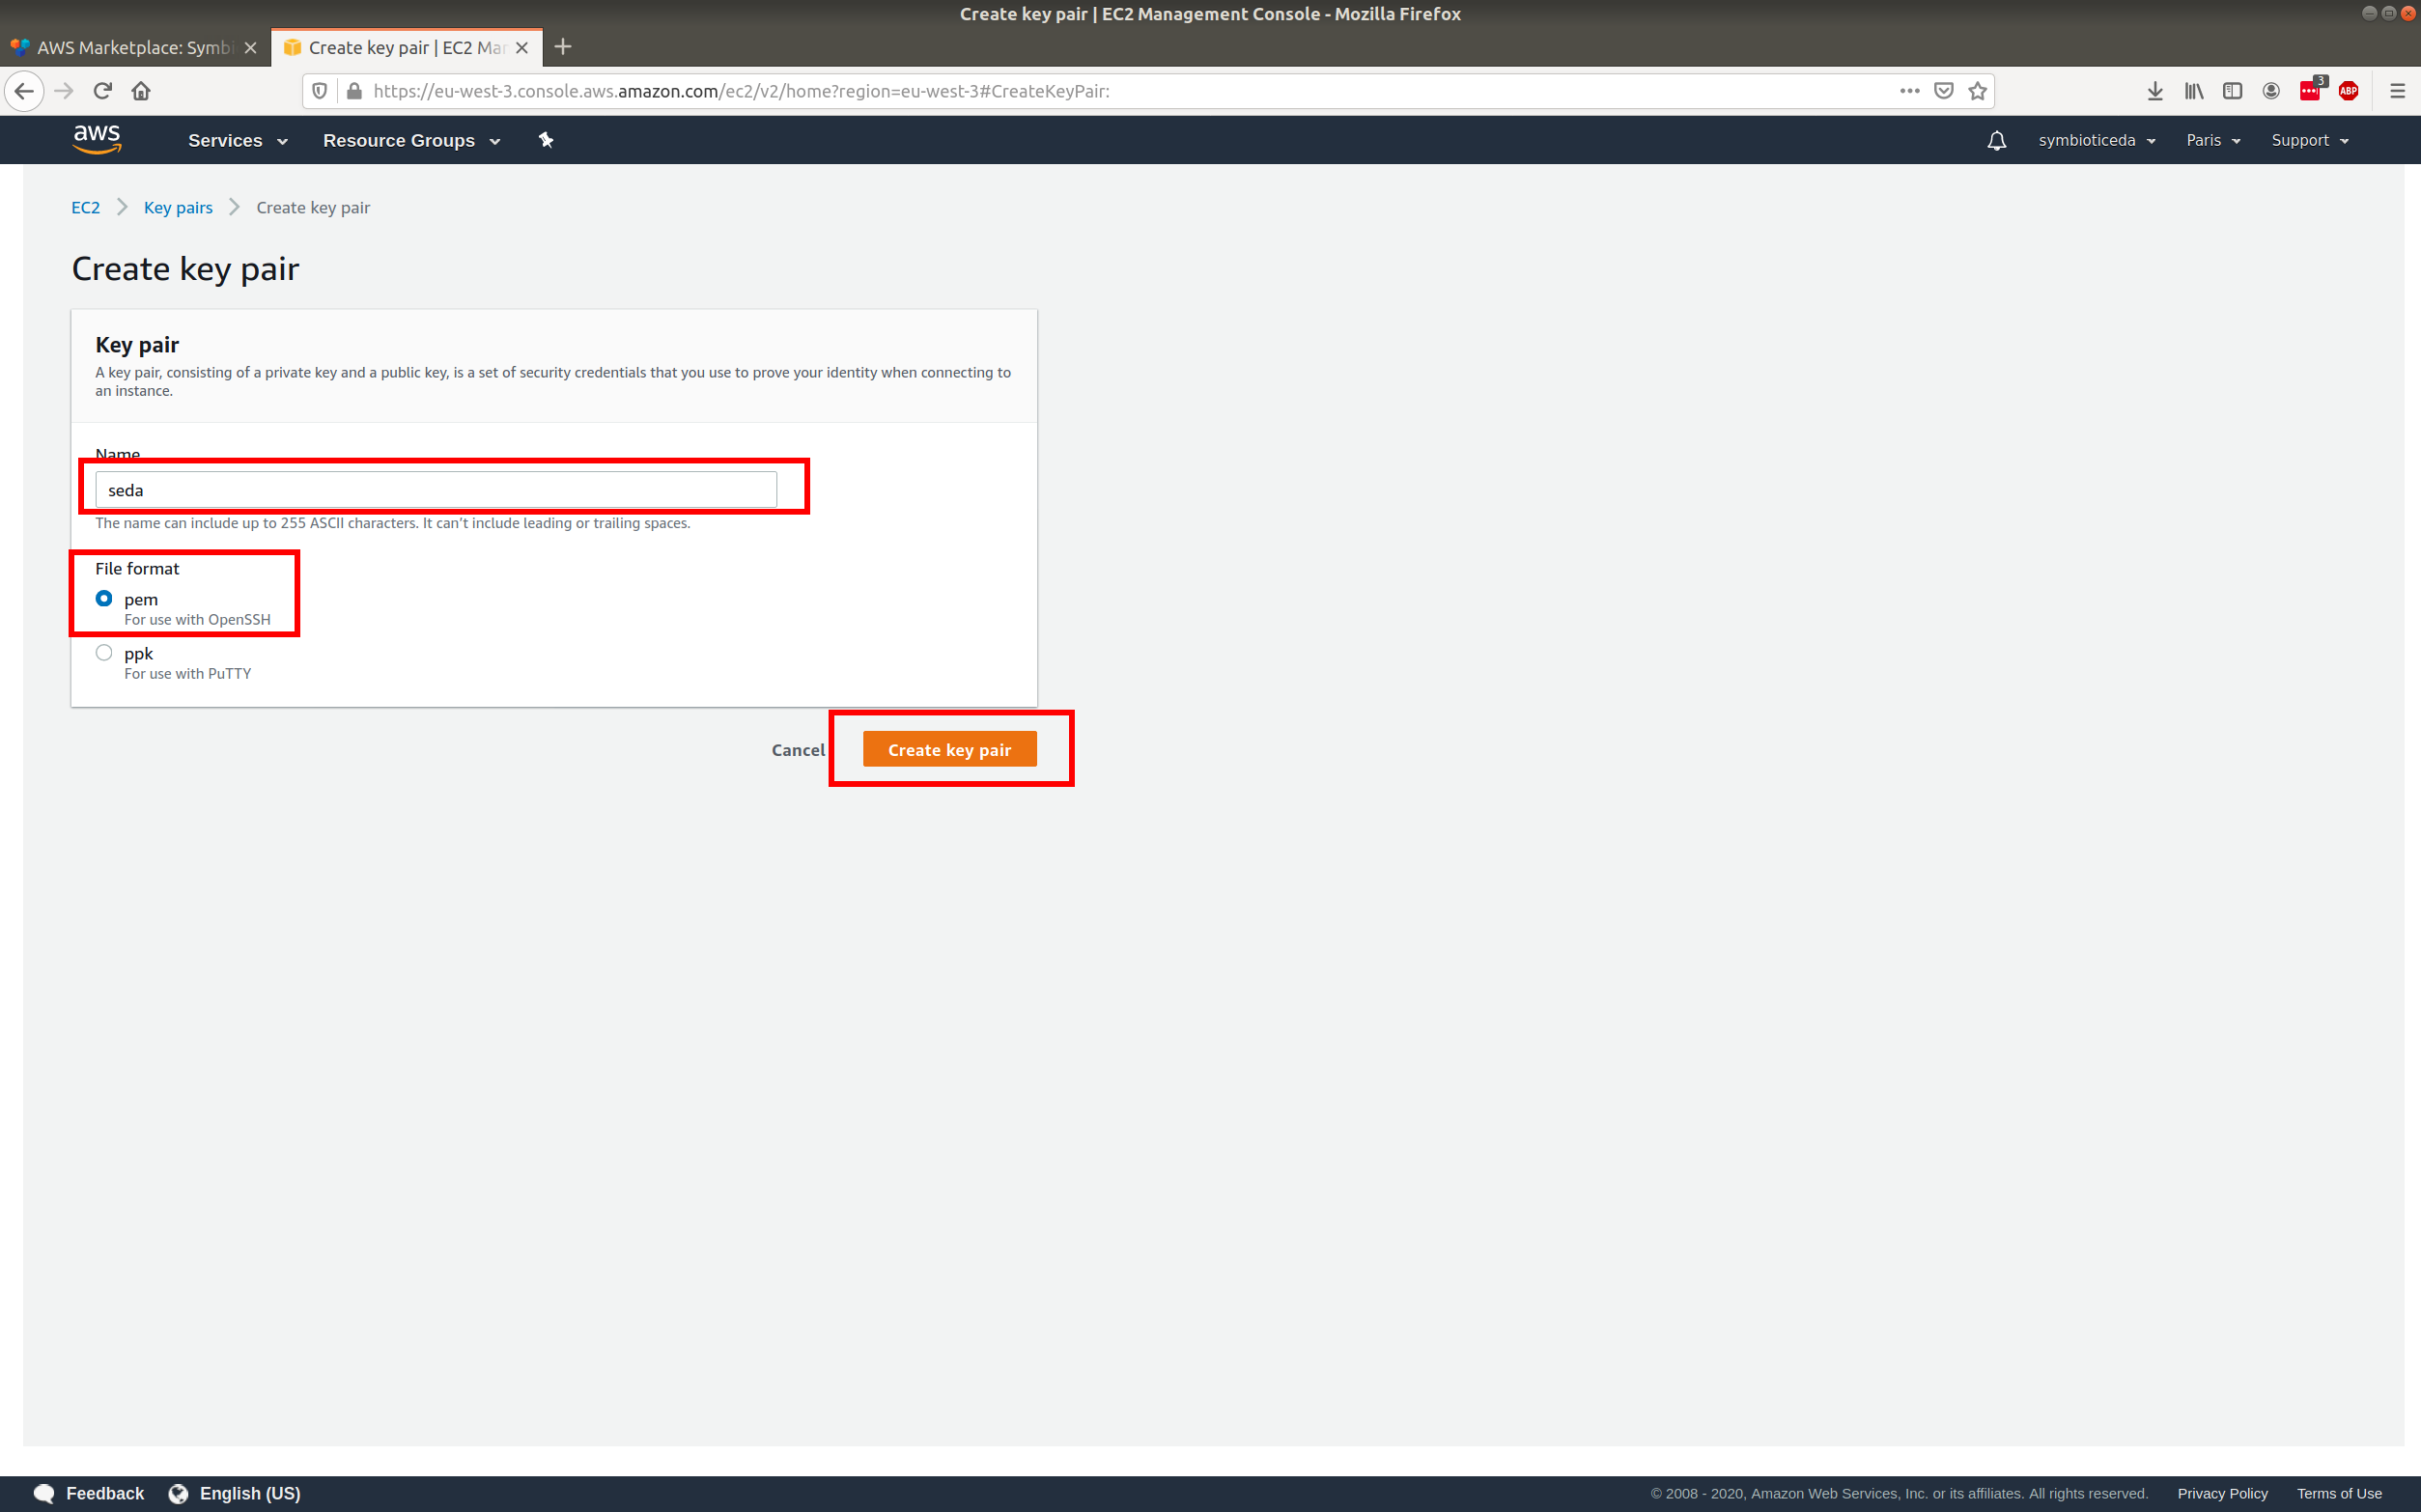 Create key pair | EC2 Management Console - Mozilla Firefox
AWS Marketplace: Symbi
Create key pair | EC2 Mar
https://eu-west-3.console.aws.amazon.com/ec2/v2/home?region=eu-west-3#CreateKeyPair:
3
ABP
aws
Services
Resource Groups
symbioticeda
Paris
Support
EC2
Key pairs
Create key pair
Create key pair
Key pair
A key pair, consisting of a private key and a public key, is a set of security credentials that you use to prove your identity when connecting to
an instance.
Name
seda
The name can include up to 255 ASCII characters. It can't include leading or trailing spaces.
File format
pem
For use with OpenSSH
ppk
For use with PuTTY
Cancel
Create key pair
Feedback
English (US)
© 2008 - 2020, Amazon Web Services, Inc. or its affiliates. All rights reserved.
Privacy Policy
Terms of Use